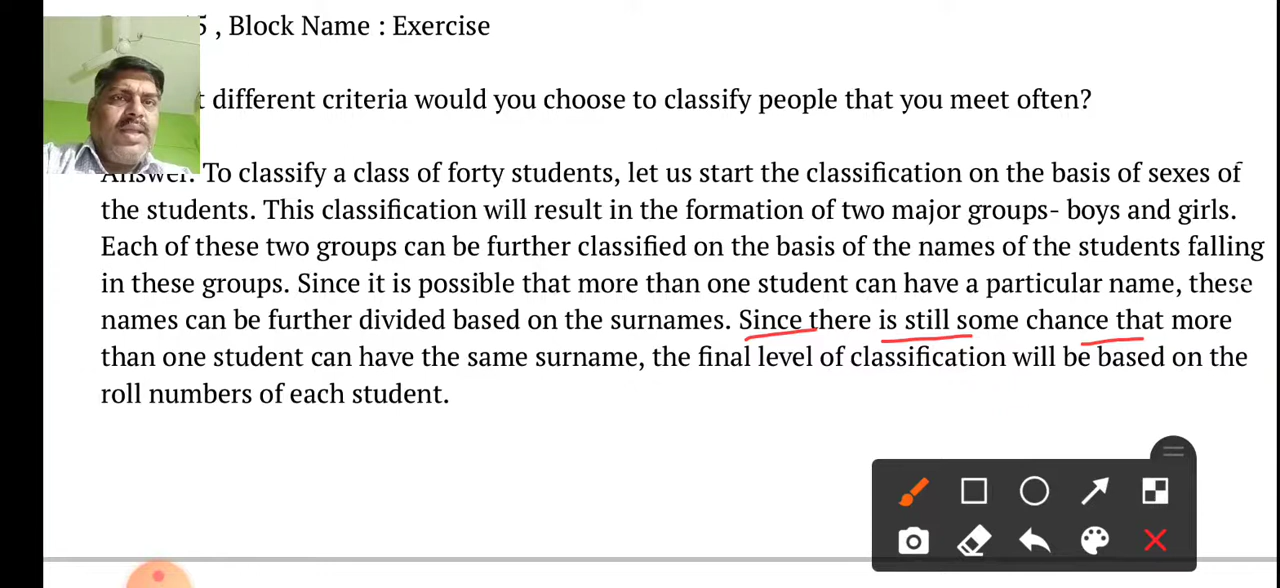 5 , Block Name : Exercise
t different criteria would you choose to classify people that you meet often?
Answer. To classify a class of forty students, let us start the classification on the basis of sexes of
the students. This classification will result in the formation of two major groups- boys and girls.
Each of these two groups can be further classified on the basis of the names of the students falling
in these groups. Since it is possible that more than one student can have a particular name, these
names can be further divided based on the surnames. Since there is still some chance that more
than one student can have the same surname, the final level of classification will be based on the
roll numbers of each student.